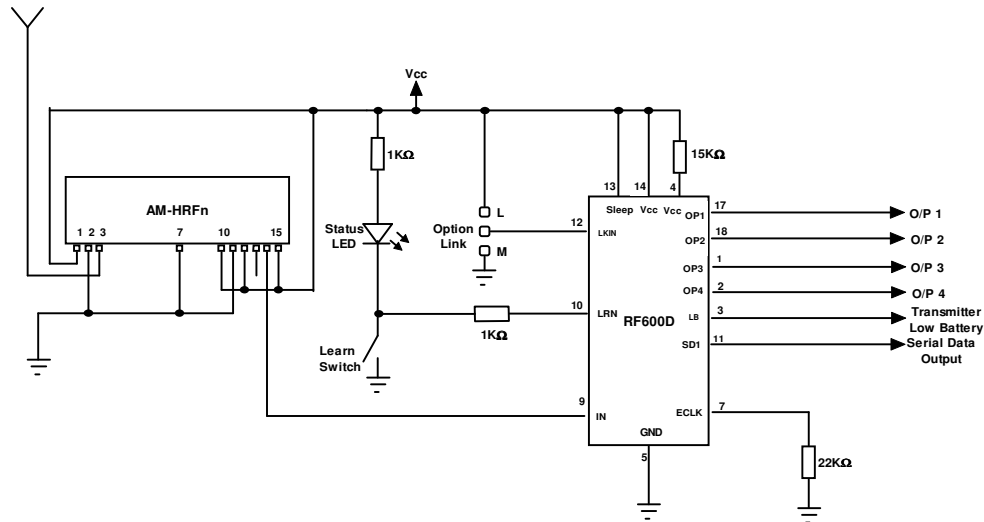 Vcc
1KΩ
15KΩ
13 14 4
AM-HRFn
1 2 3 7 10 15
Sleep Vcc Vcc
OP1 17 O/P 1
L
Status
LED
Option
Link
12 LKIN
OP2 18 O/P 2
M
OP3 1 O/P 3
OP4 2 O/P 4
10 LRN
RF600D
LB 3 Transmitter
Low Battery
1KΩ
SD1 11 Serial Data
Output
Learn
Switch
9 IN
ECLK 7
GND
5
22KΩ